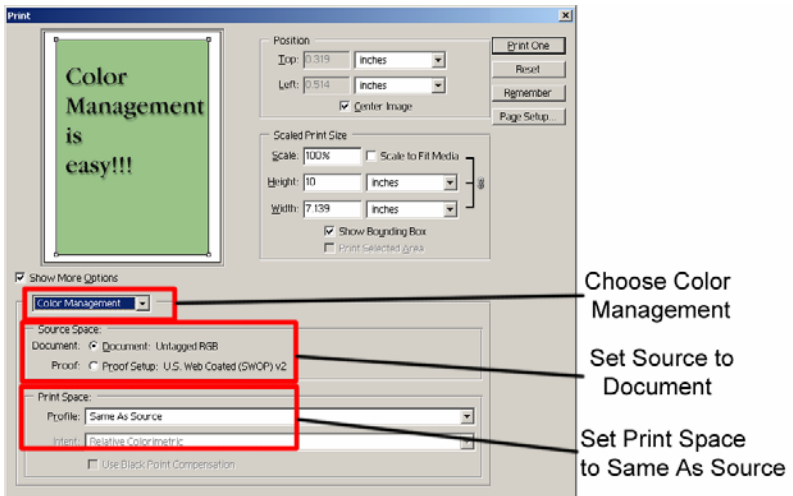 Print
Color
Management
is
easy!!!
Position
Top: 0.319 inches
Left: 0.514 inches
Center Image
Print One
Reset
Remember
Page Setup...
Scaled Print Size
Scale: 100% Scale to Fit Media
Height: 10 inches
Width: 7.139 inches
Show Bounding Box
Print Selected Area
Show More Options
Color Management
Source Space:
Document: Document: Untagged RGB
Proof: Proof Setup: U.S. Web Coated (SWOP) v2
Print Space:
Profile: Same As Source
Intent: Relative Colorimetric
Use Black Point Compensation
Choose Color
Management
Set Source to
Document
Set Print Space
to Same As Source